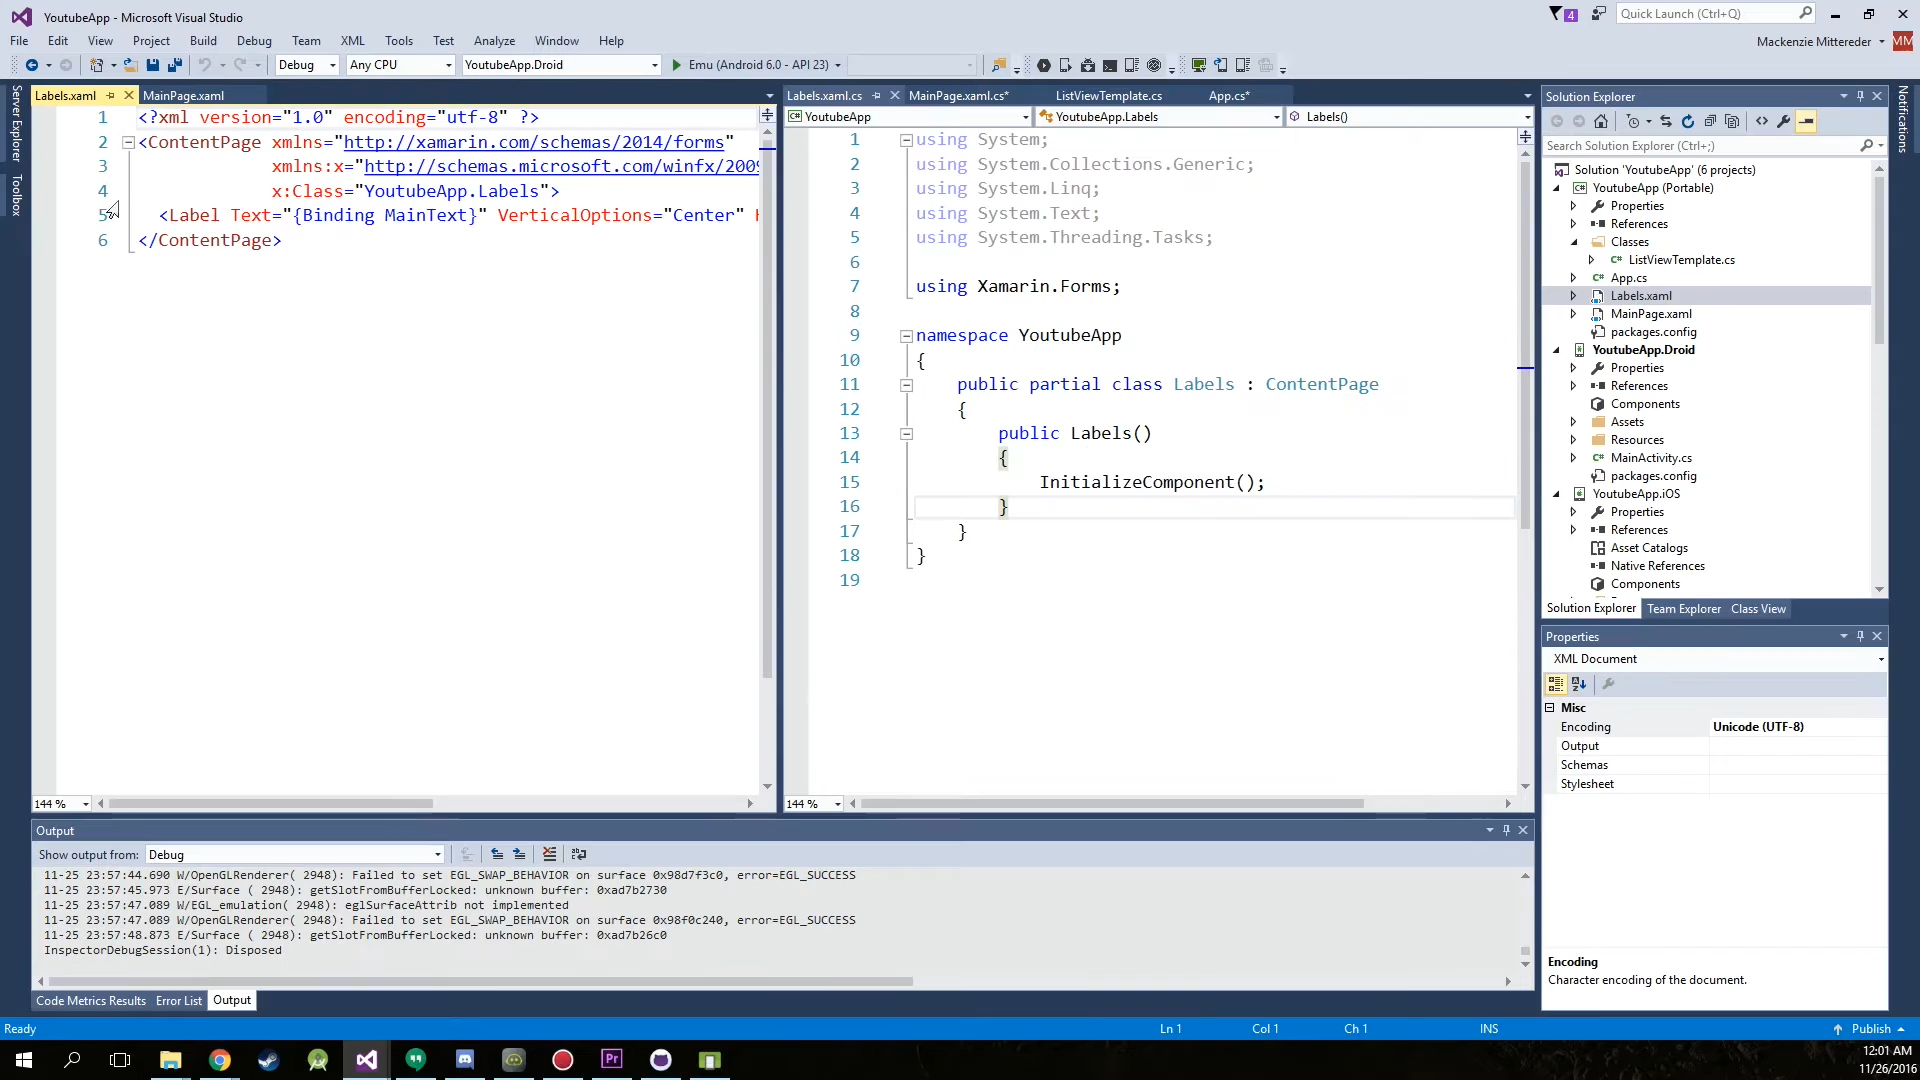 YoutubeApp - Microsoft Visual Studio
4
Quick Launch (Ctrl+Q)
File Edit View Project Build Debug Team XML Tools Test Analyze Window Help
Mackenzie Mittereder
MM
Debug Any CPU YoutubeApp.Droid Emu (Android 6.0 - API 23)
Server Explorer
Toolbox
Notifications
Labels.xaml MainPage.xaml
1 <?xml version="1.0" encoding="utf-8" ?>
2 <ContentPage xmlns="http://xamarin.com/schemas/2014/forms"
3 xmlns:x="http://schemas.microsoft.com/winfx/2009
4 x:Class="YoutubeApp.Labels">
5 <Label Text="{Binding MainText}" VerticalOptions="Center"
6 </ContentPage>
144 %
Labels.xaml.cs MainPage.xaml.cs* ListViewTemplate.cs App.cs*
YoutubeApp YoutubeApp.Labels Labels()
1 using System;
2 using System.Collections.Generic;
3 using System.Linq;
4 using System.Text;
5 using System.Threading.Tasks;
6
7 using Xamarin.Forms;
8
9 namespace YoutubeApp
10 {
11 public partial class Labels : ContentPage
12 {
13 public Labels()
14 {
15 InitializeComponent();
16 }
17 }
18 }
19
144 %
Solution Explorer
Search Solution Explorer (Ctrl+;)
Solution 'YoutubeApp' (6 projects)
YoutubeApp (Portable)
Properties
References
Classes
ListViewTemplate.cs
App.cs
Labels.xaml
MainPage.xaml
packages.config
YoutubeApp.Droid
Properties
References
Components
Assets
Resources
MainActivity.cs
packages.config
YoutubeApp.iOS
Properties
References
Asset Catalogs
Native References
Components
Solution Explorer Team Explorer Class View
Properties
XML Document
Misc
Encoding Unicode (UTF-8)
Output
Schemas
Stylesheet
Encoding
Character encoding of the document.
Output
Show output from: Debug
11-25 23:57:44.690 W/OpenGLRenderer( 2948): Failed to set EGL_SWAP_BEHAVIOR on surface 0x98d7f3c0, error=EGL_SUCCESS
11-25 23:57:45.973 E/Surface ( 2948): getSlotFromBufferLocked: unknown buffer: 0xad7b2730
11-25 23:57:47.089 W/EGL_emulation( 2948): eglSurfaceAttrib not implemented
11-25 23:57:47.089 W/OpenGLRenderer( 2948): Failed to set EGL_SWAP_BEHAVIOR on surface 0x98f0c240, error=EGL_SUCCESS
11-25 23:57:48.873 E/Surface ( 2948): getSlotFromBufferLocked: unknown buffer: 0xad7b26c0
InspectorDebugSession(1): Disposed
Code Metrics Results Error List Output
Ready Ln 1 Col 1 Ch 1 INS Publish
Pr
12:01 AM
11/26/2016